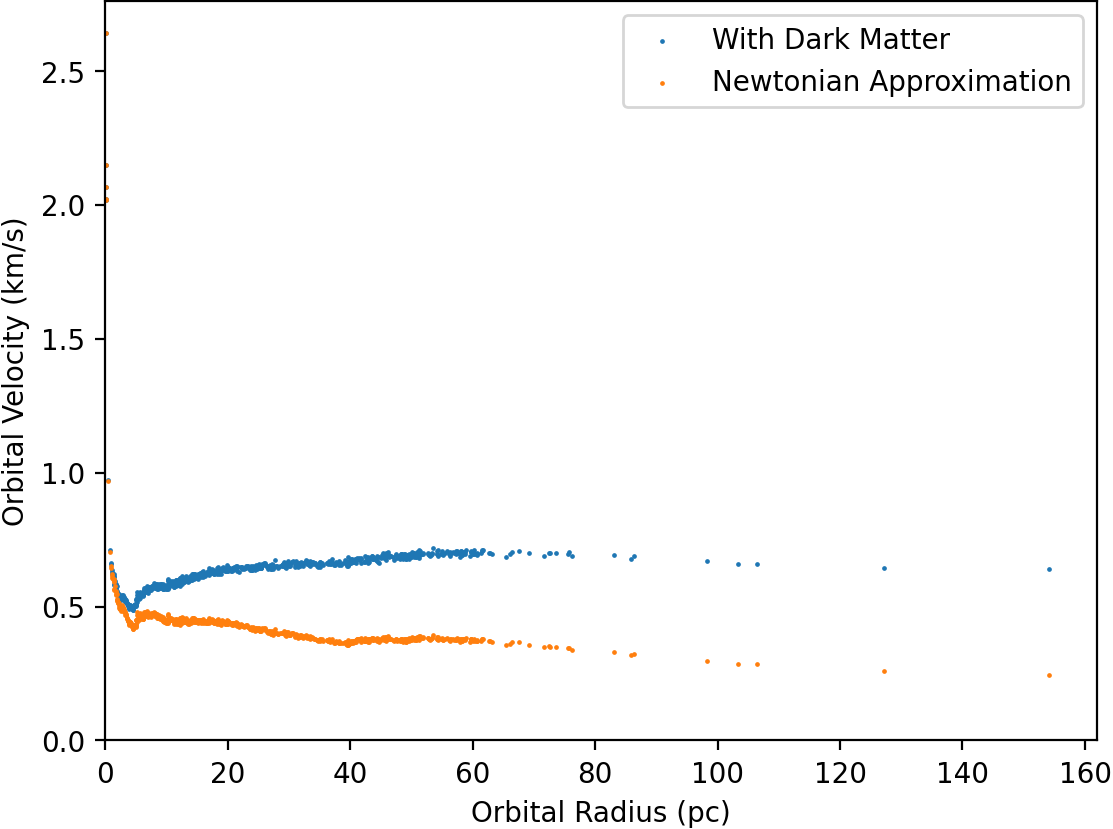 With Dark Matter
Newtonian Approximation
Orbital Velocity (km/s)
2.5
2.0
1.5
1.0
0.5
0.0
0 20 40 60 80 100 120 140 160
Orbital Radius (pc)